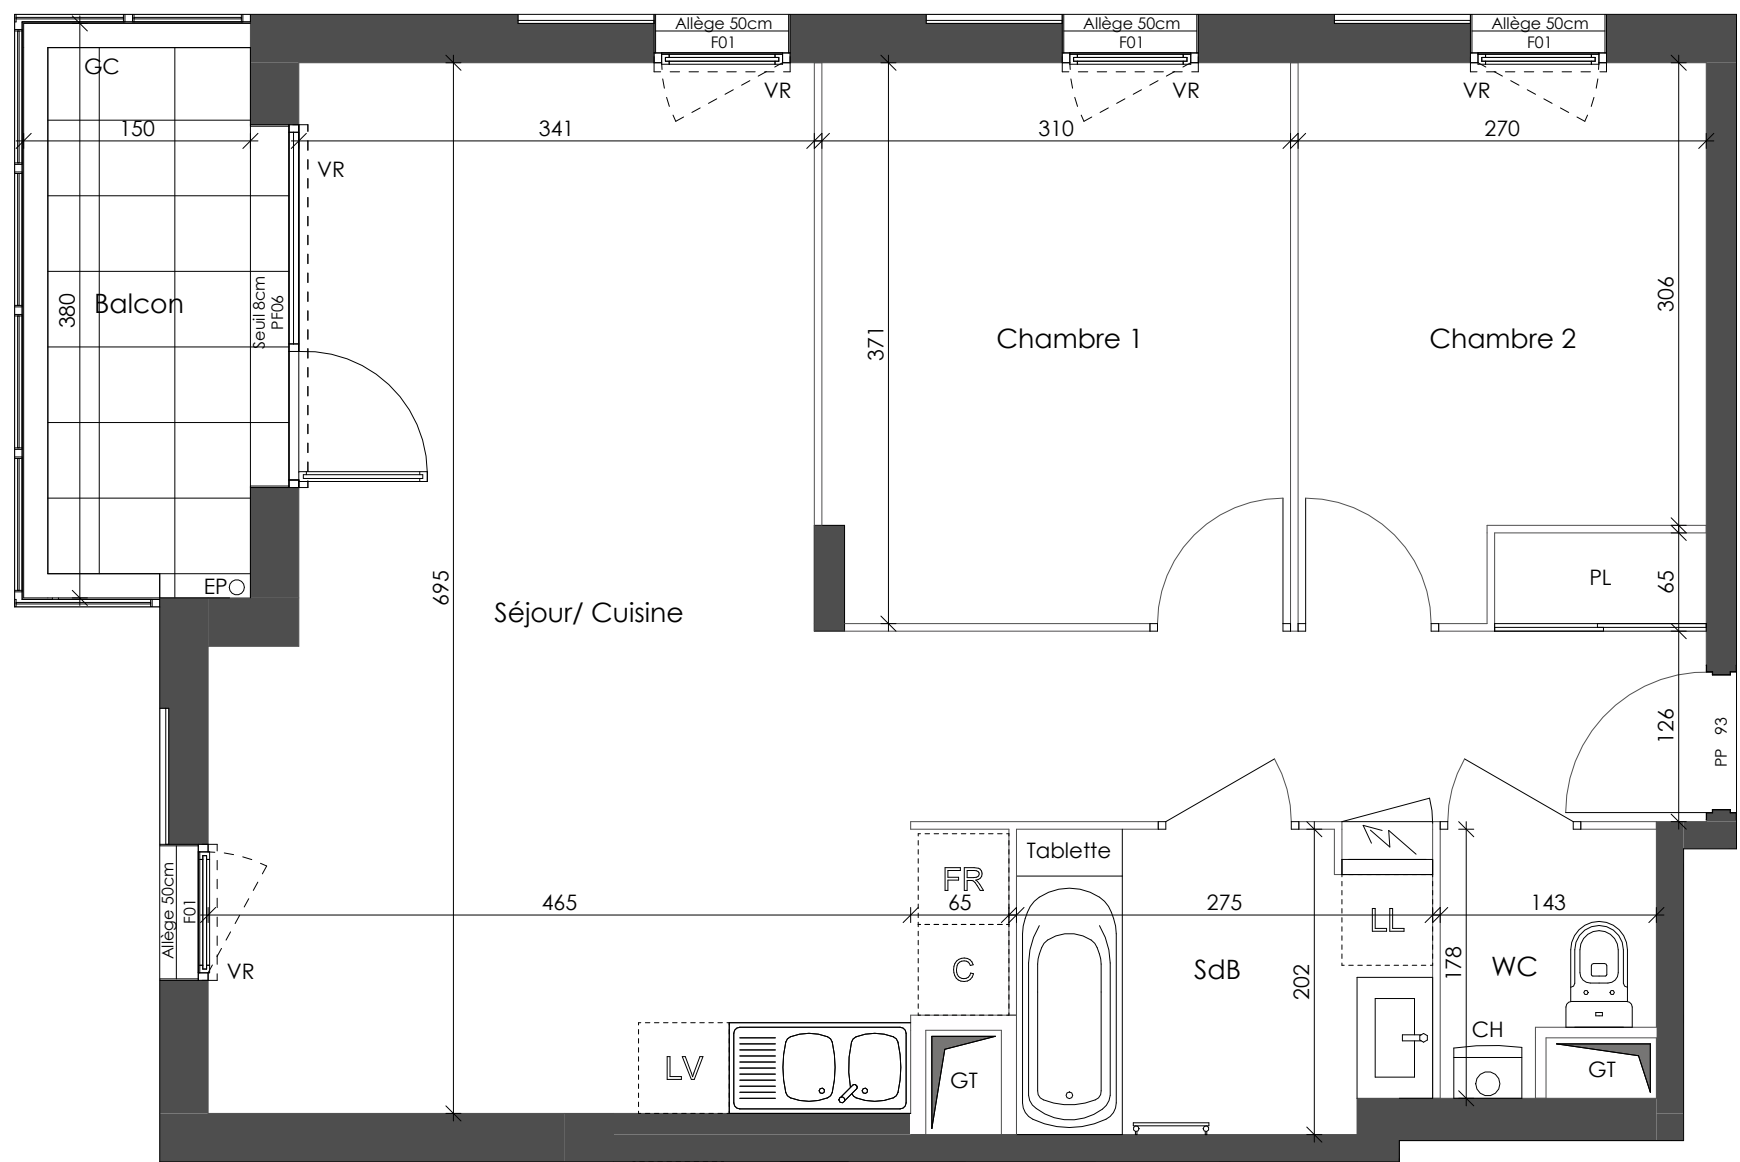 Allège 50cm
F01
Allège 50cm
F01
Allège 50cm
F01
GC
VR
VR
VR
150
341
310
270
VR
380
Balcon
Seuil 8cm
PF06
371
Chambre 1
Chambre 2
306
EP
695
Séjour/ Cuisine
PL
65
126
PP 93
Tablette
FR
Allège 50cm
F01
465
65
275
143
LL
VR
C
SdB
202
178
WC
CH
LV
GT
GT